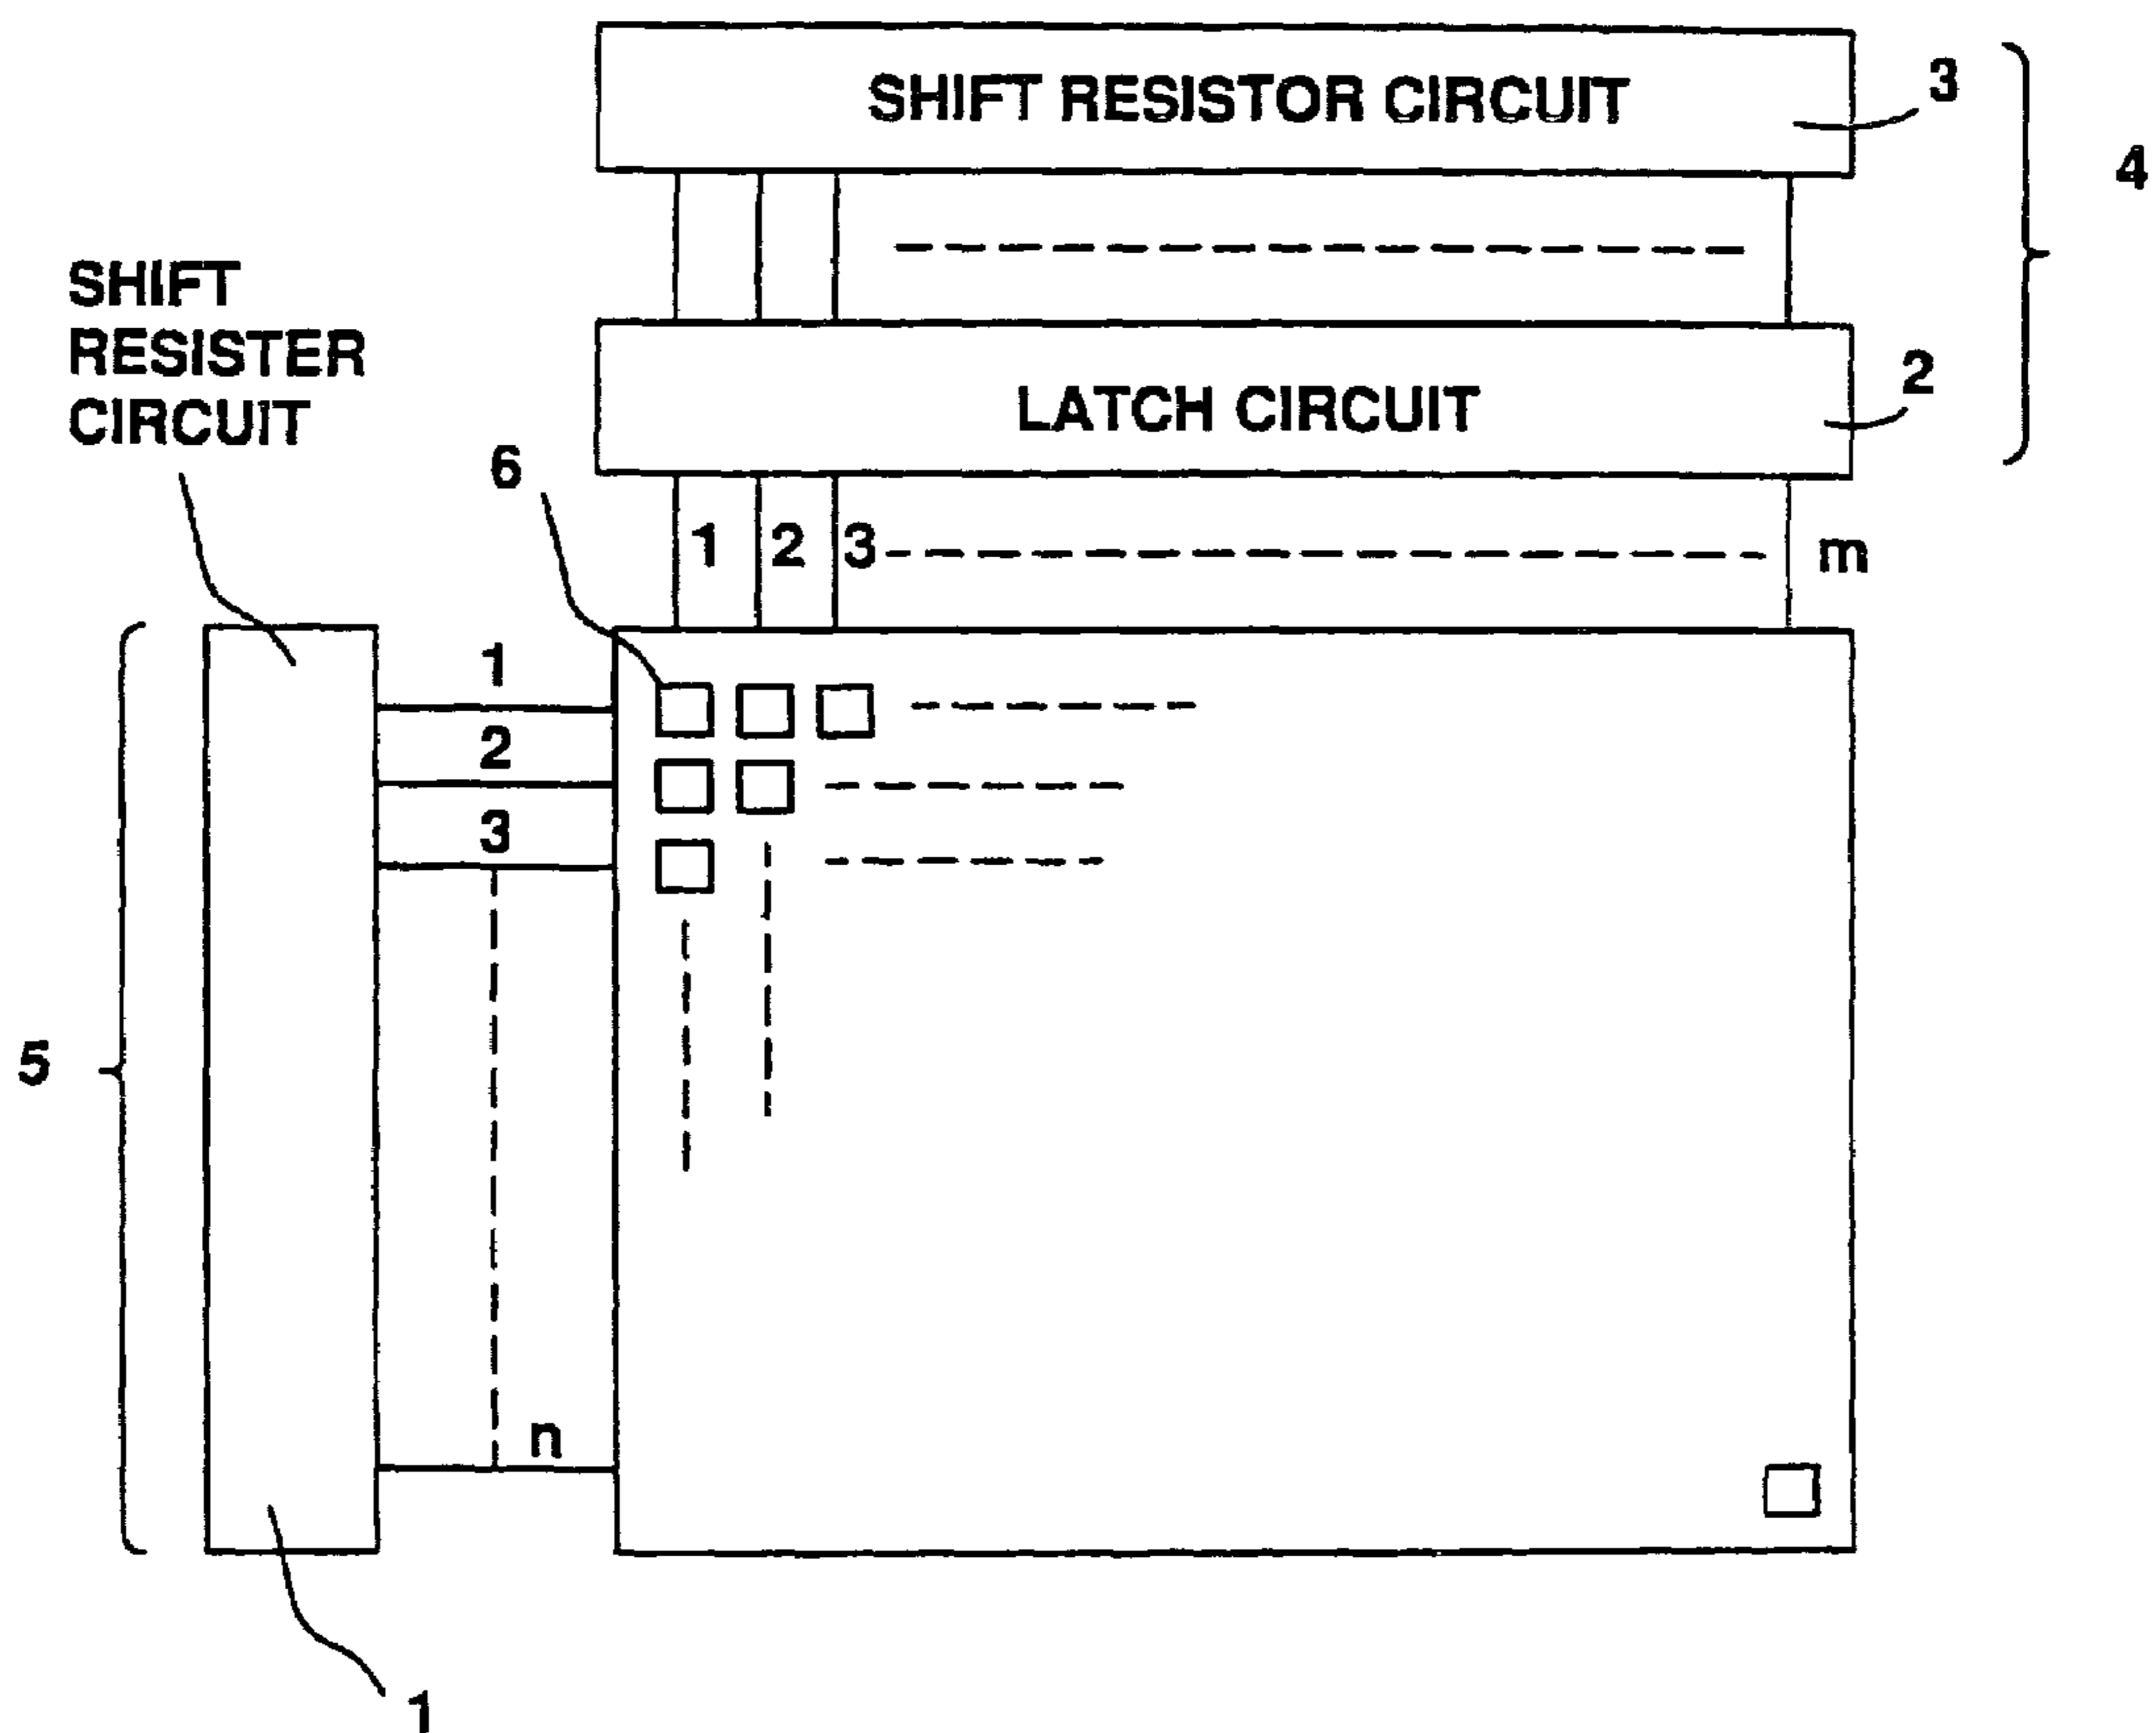 SHIFT RESISTOR CIRCUIT
3
4
SHIFT
RESISTER
CIRCUIT
LATCH CIRCUIT
2
6
1 2 3 m
1
2
3
5
n
1